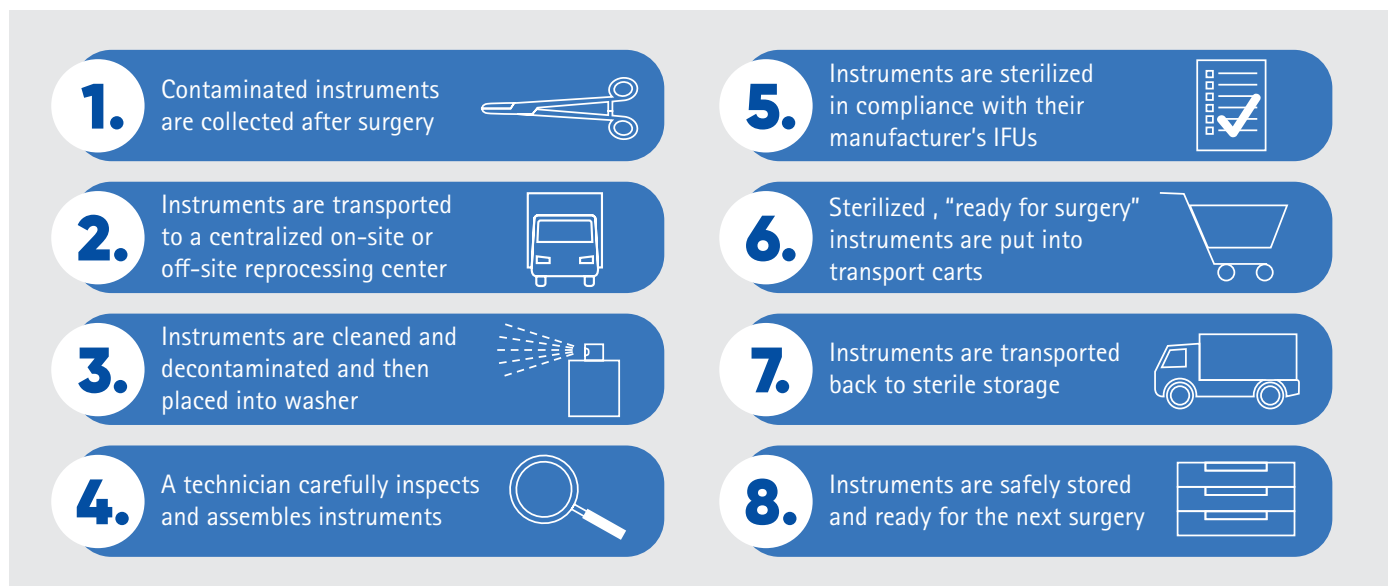 1.
Contaminated instruments
are collected after surgery
2.
Instruments are transported
to a centralized on-site or
off-site reprocessing center
3.
Instruments are cleaned and
decontaminated and then
placed into washer
4.
A technician carefully inspects
and assembles instruments
5.
Instruments are sterilized
in compliance with their
manufacturer’s IFUs
6.
Sterilized , “ready for surgery”
instruments are put into
transport carts
7.
Instruments are transported
back to sterile storage
8.
Instruments are safely stored
and ready for the next surgery